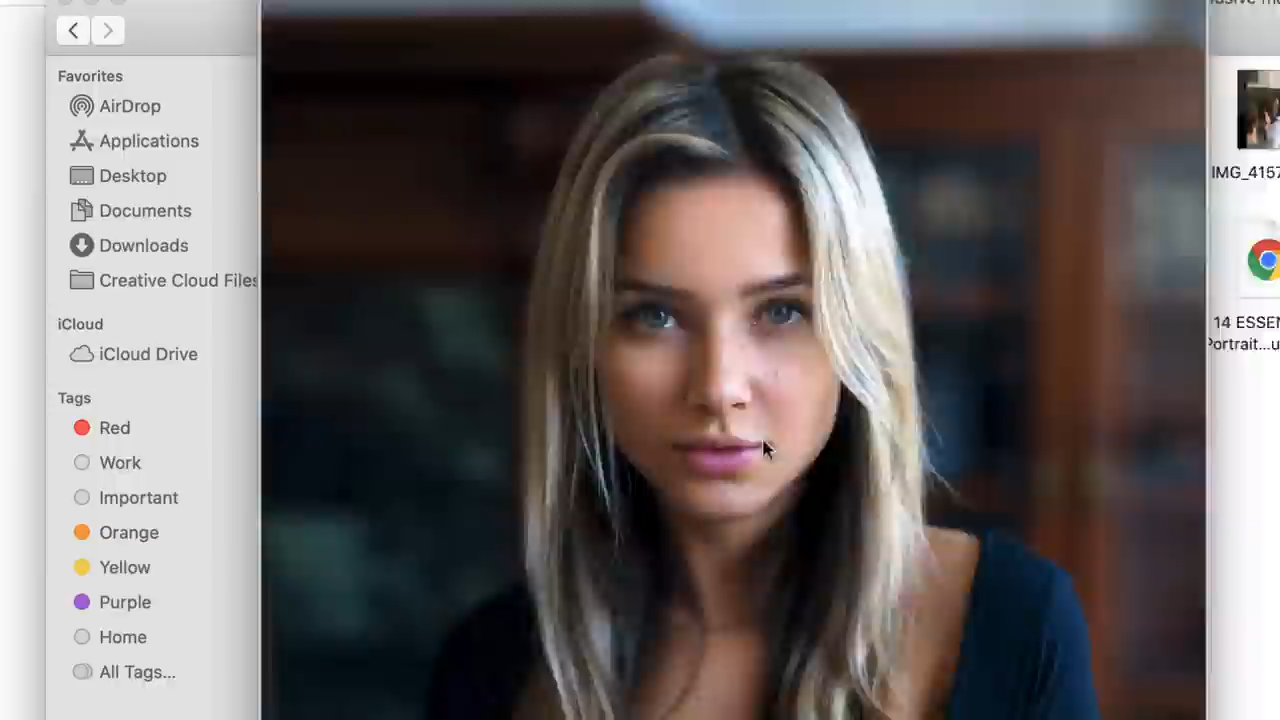 Favorites
AirDrop
Applications
Desktop
Documents
Downloads
Creative Cloud Files
iCloud
iCloud Drive
Tags
Red
Work
Important
Orange
Yellow
Purple
Home
All Tags...
IMG_4157
14 ESSEN
Portrait...u